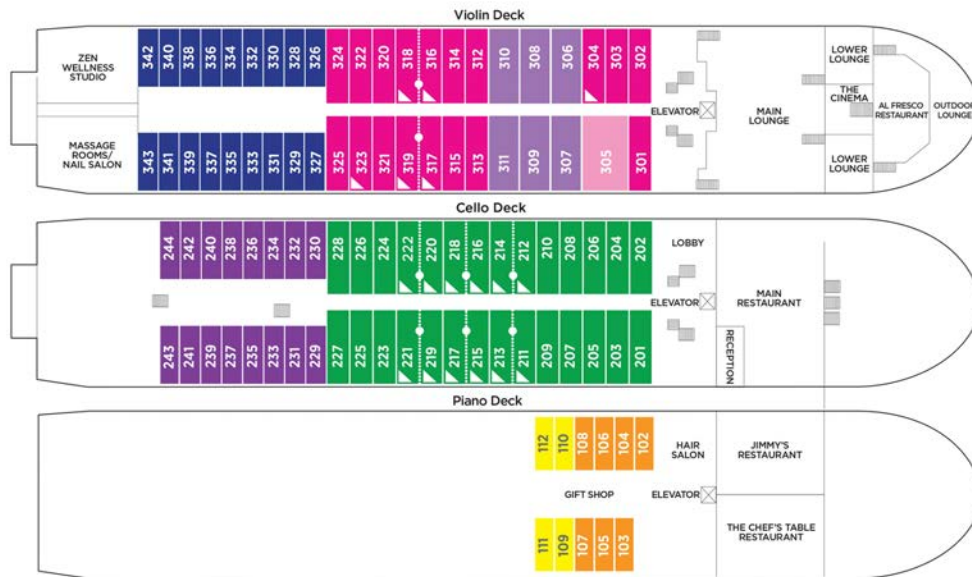 Violin Deck
ZEN
WELLNESS
STUDIO
342 340 338 336 334 332 330 328 326 324 322 320 318 316 314 312 310 308 306 304 303 302
ELEVATOR
MAIN
LOUNGE
LOWER
LOUNGE
THE
CINEMA
AL FRESCO
RESTAURANT
OUTDOOR
LOUNGE
LOWER
LOUNGE
MASSAGE
ROOMS/
NAIL SALON
343 341 339 337 335 333 331 329 327 325 323 321 319 317 315 313 311 309 307 305 301
Cello Deck
244 242 240 238 236 234 232 230 228 226 224 222 220 218 216 214 212 210 208 206 204 202
LOBBY
ELEVATOR
MAIN
RESTAURANT
RECEPTION
243 241 239 237 235 233 231 229 227 225 223 221 219 217 215 213 211 209 207 205 203 201
Piano Deck
112 110 108 106 104 102
HAIR
SALON
JIMMY'S
RESTAURANT
GIFT SHOP
ELEVATOR
THE CHEF'S TABLE
RESTAURANT
111 109 107 105 103